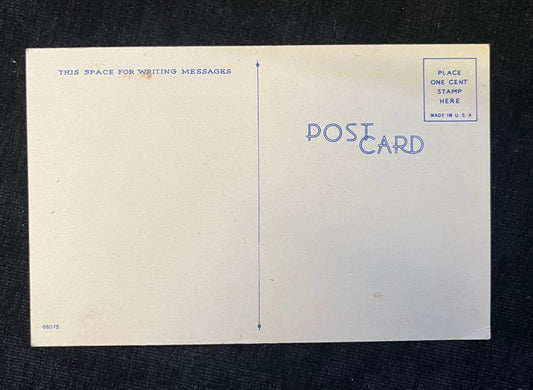 THIS SPACE FOR WRITING MESSAGES
PLACE
ONE CENT
STAMP
HERE
MADE IN U.S.A
POST
CARD
68075